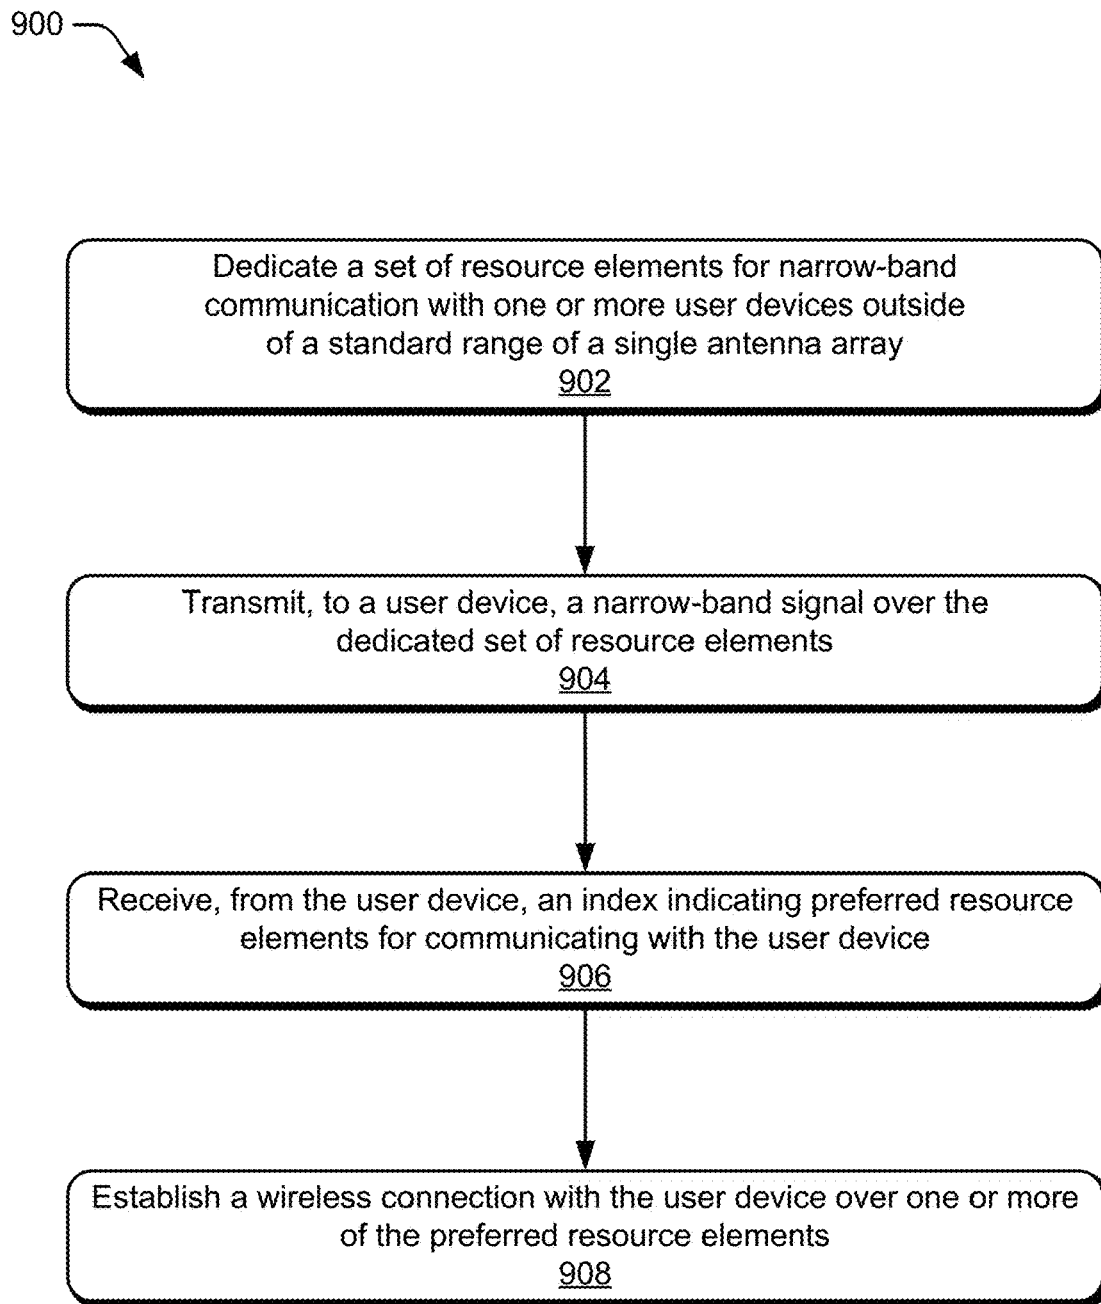 900
Dedicate a set of resource elements for narrow-band
communication with one or more user devices outside
of a standard range of a single antenna array
902
Transmit, to a user device, a narrow-band signal over the
dedicated set of resource elements
904
Receive, from the user device, an index indicating preferred resource
elements for communicating with the user device
906
Establish a wireless connection with the user device over one or more
of the preferred resource elements
908